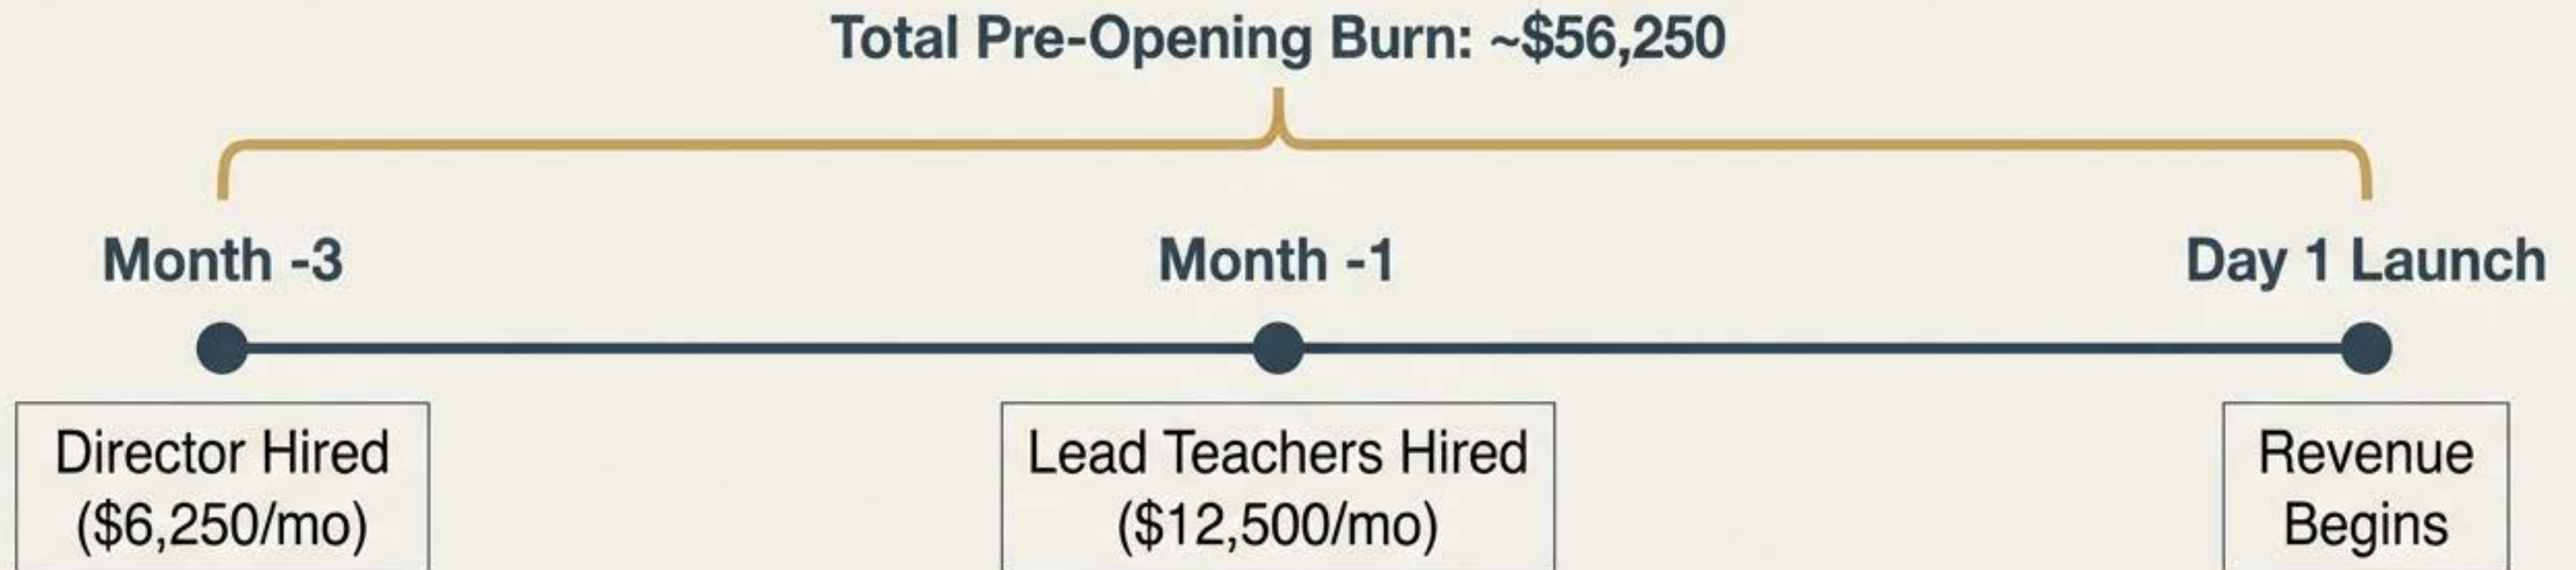 Total Pre-Opening Burn: ~$56,250
Month -3
Month -1
Day 1 Launch
Director Hired
($6,250/mo)
Lead Teachers Hired
($12,500/mo)
Revenue
Begins